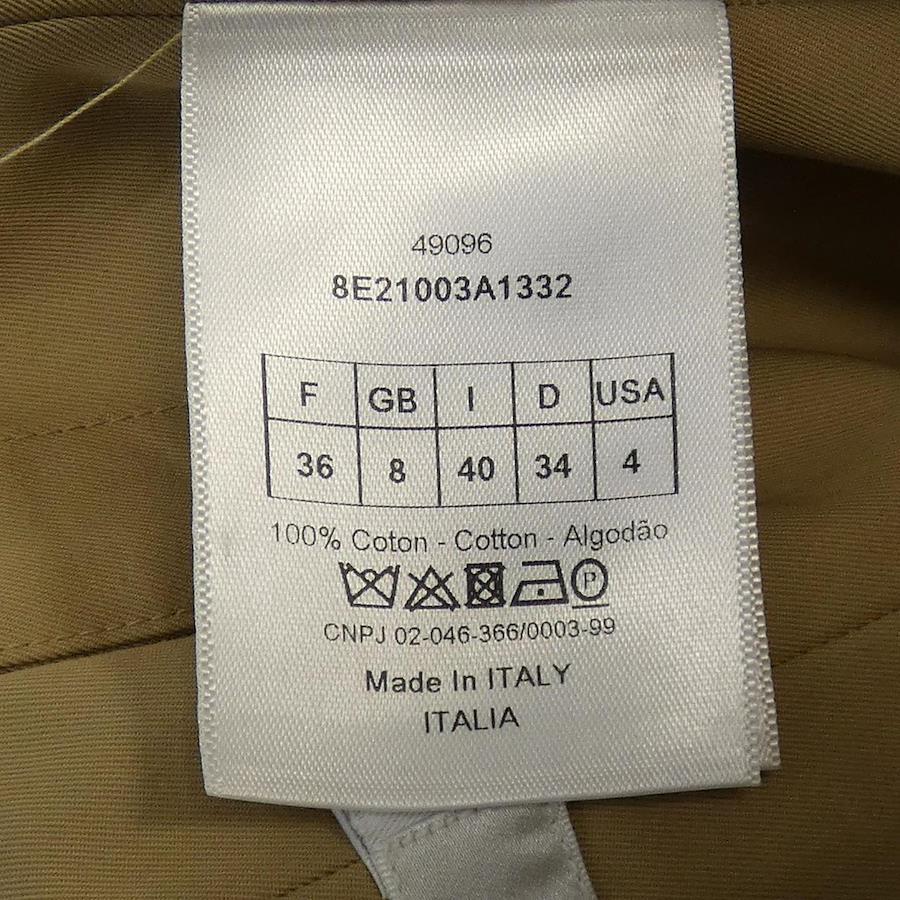 49096
8E21003A1332
F GB I D USA
36 8 40 34 4
100% Coton - Cotton - Algodão
P
CNPJ 02-046-366/0003-99
Made In ITALY
ITALIA